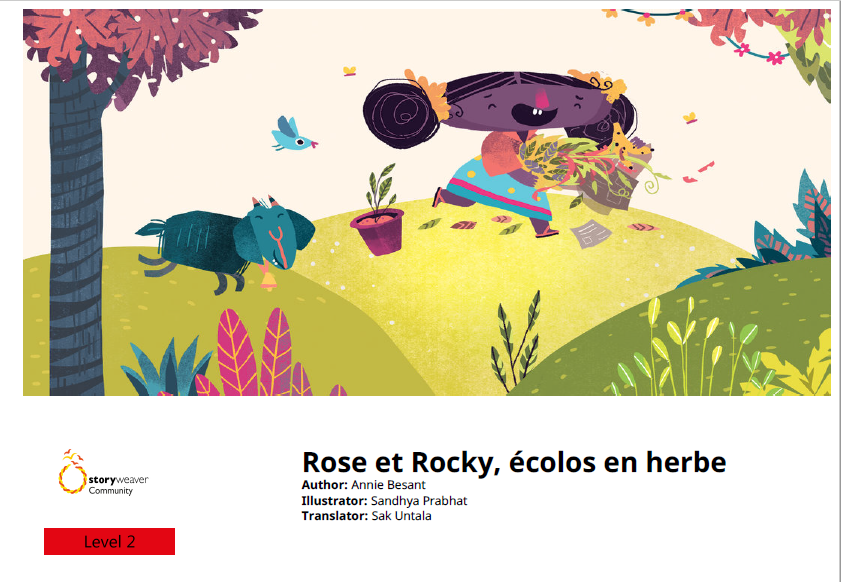 storyweaver
Community
Level 2
Rose et Rocky, écolos en herbe
Author: Annie Besant
Illustrator: Sandhya Prabhat
Translator: Sak Untala